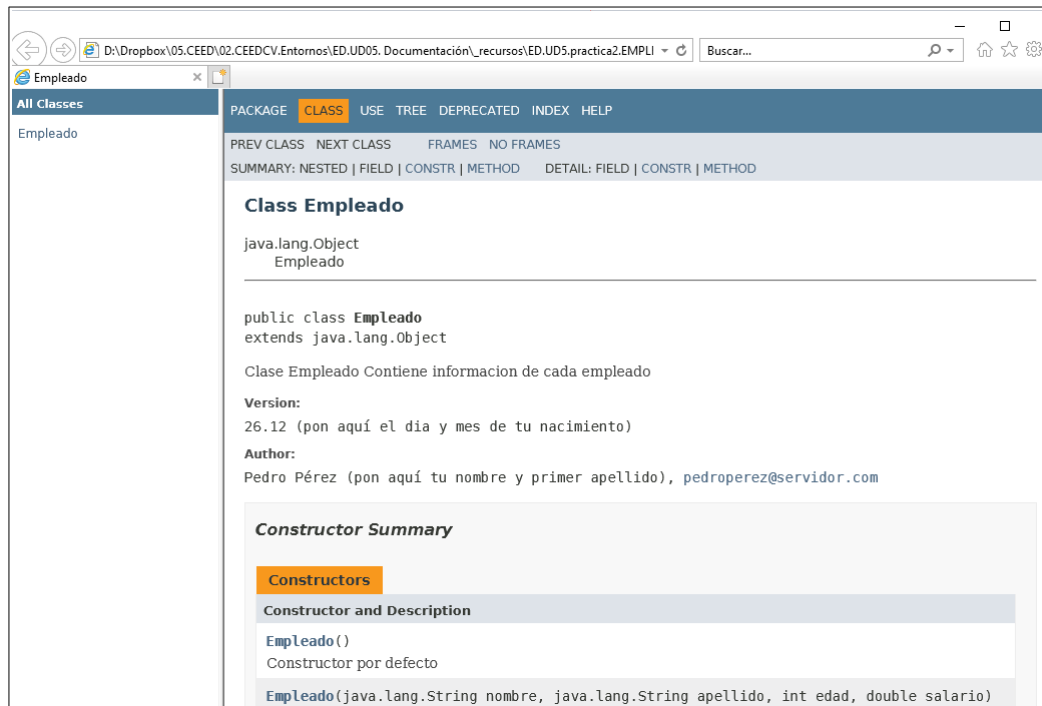 D:\Dropbox\05.CEED\02.CEEDCV.Entornos\ED.UD05. Documentación\_recursos\ED.UD5.practica2.EMPLI
Buscar...
Empleado
All Classes
Empleado
PACKAGE CLASS USE TREE DEPRECATED INDEX HELP
PREV CLASS NEXT CLASS FRAMES NO FRAMES
SUMMARY: NESTED | FIELD | CONSTR | METHOD DETAIL: FIELD | CONSTR | METHOD
Class Empleado
java.lang.Object
Empleado
public class Empleado
extends java.lang.Object
Clase Empleado Contiene informacion de cada empleado
Version:
26.12 (pon aquí el dia y mes de tu nacimiento)
Author:
Pedro Pérez (pon aquí tu nombre y primer apellido), pedroperez@servidor.com
Constructor Summary
Constructors
Constructor and Description
Empleado()
Constructor por defecto
Empleado(java.lang.String nombre, java.lang.String apellido, int edad, double salario)